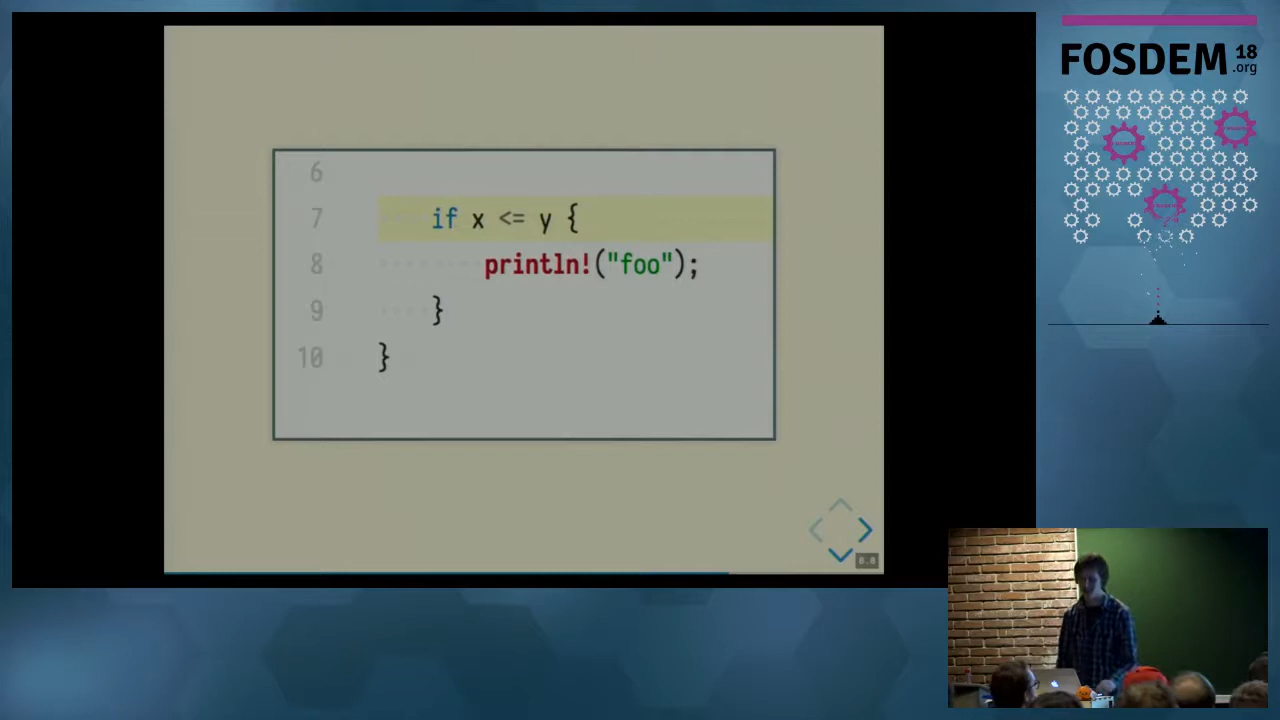 6
7 if x <= y {
8 println!("foo");
9 }
10 }
FOSDEM 18
.org